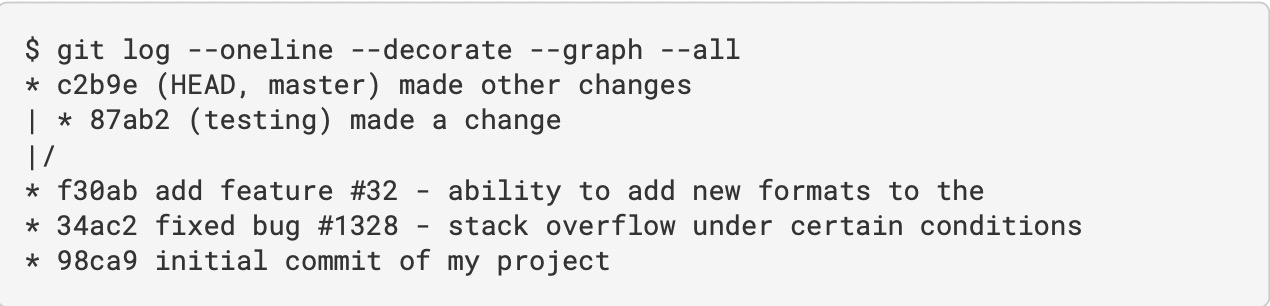 $ git log --oneline --decorate --graph --all
* c2b9e (HEAD, master) made other changes
| * 87ab2 (testing) made a change
|/
* f30ab add feature #32 - ability to add new formats to the
* 34ac2 fixed bug #1328 - stack overflow under certain conditions
* 98ca9 initial commit of my project